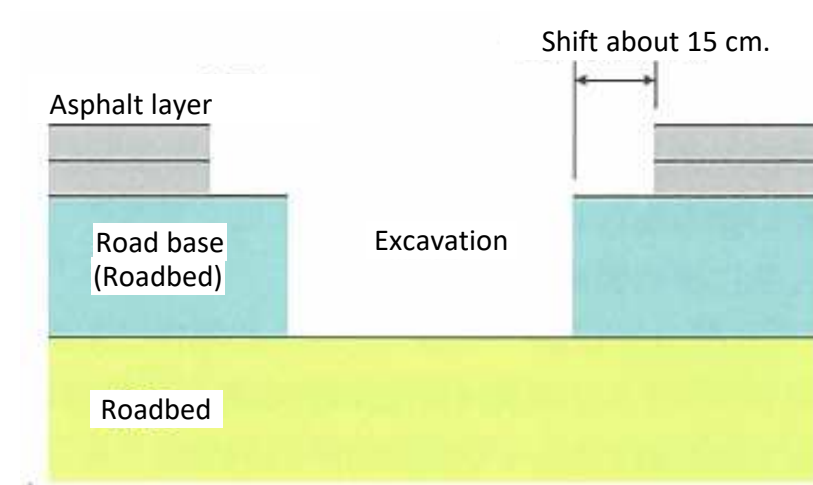 Shift about 15 cm.
Asphalt layer
Road base
(Roadbed)
Excavation
Roadbed